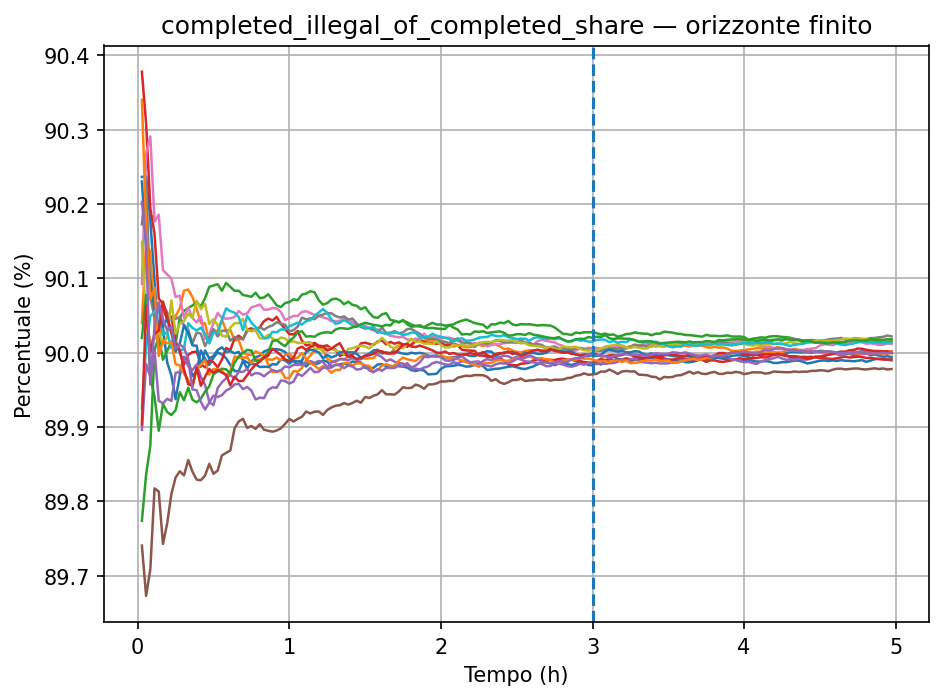 completed_illegal_of_completed_share — orizzonte finito
Percentuale (%)
90.4
90.3
90.2
90.1
90.0
89.9
89.8
89.7
0 1 2 3 4 5
Tempo (h)